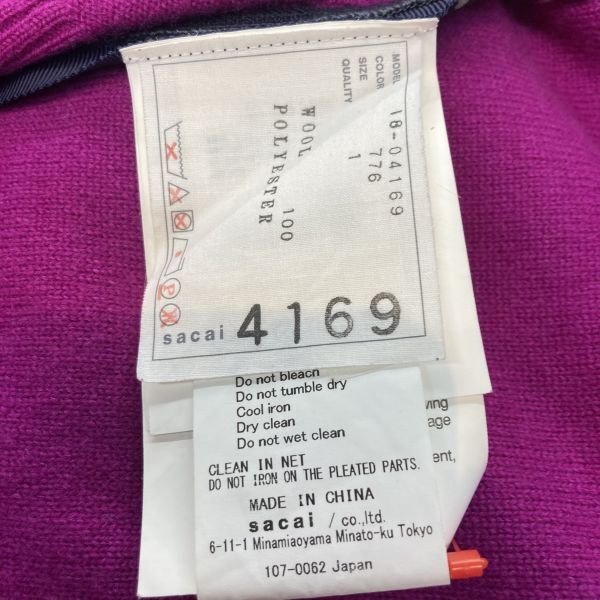 MODEL 18-04169
COLOR 776
SIZE 1
QUALITY
WOOL 100
POLYESTER
sacai 4169
Do not bleach
Do not tumble dry
Cool iron
Dry clean
Do not wet clean
CLEAN IN NET
DO NOT IRON ON THE PLEATED PARTS.
MADE IN CHINA
sacai / co.,ltd.
6-11-1 Minamiaoyama Minato-ku Tokyo
107-0062 Japan